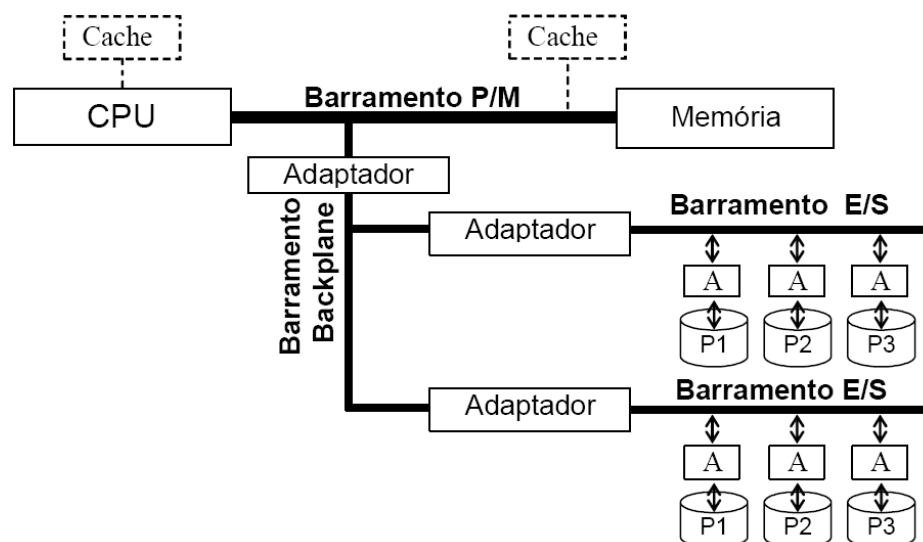 Cache
Cache
Barramento P/M
CPU
Memória
Adaptador
Barramento
Backplane
Barramento E/S
Adaptador
A A A
P1 P2 P3
Barramento E/S
Adaptador
A A A
P1 P2 P3